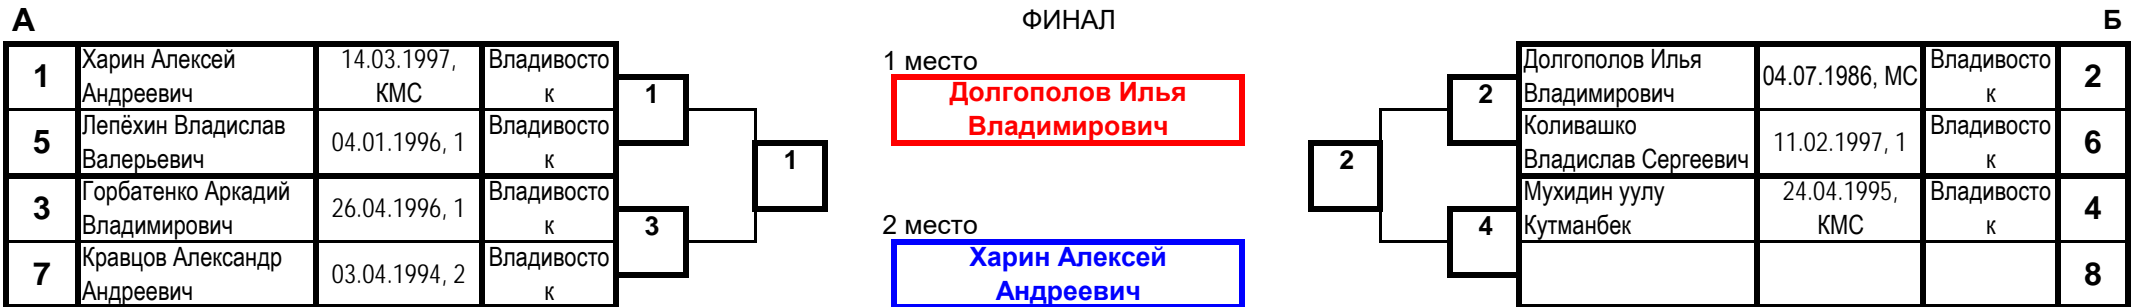 А
ФИНАЛ
Б
1
Харин Алексей
Андреевич
14.03.1997,
КМС
Владивосто
к
5
Лепёхин Владислав
Валерьевич
04.01.1996, 1
Владивосто
к
3
Горбатенко Аркадий
Владимирович
26.04.1996, 1
Владивосто
к
7
Кравцов Александр
Андреевич
03.04.1994, 2
Владивосто
к
1
3
1
1 место
Долгополов Илья
Владимирович
2 место
Харин Алексей
Андреевич
2
2
4
Долгополов Илья
Владимирович
04.07.1986, МС
Владивосто
к
2
Коливашко
Владислав Сергеевич
11.02.1997, 1
Владивосто
к
6
Мухидин уулу
Кутманбек
24.04.1995,
КМС
Владивосто
к
4
8